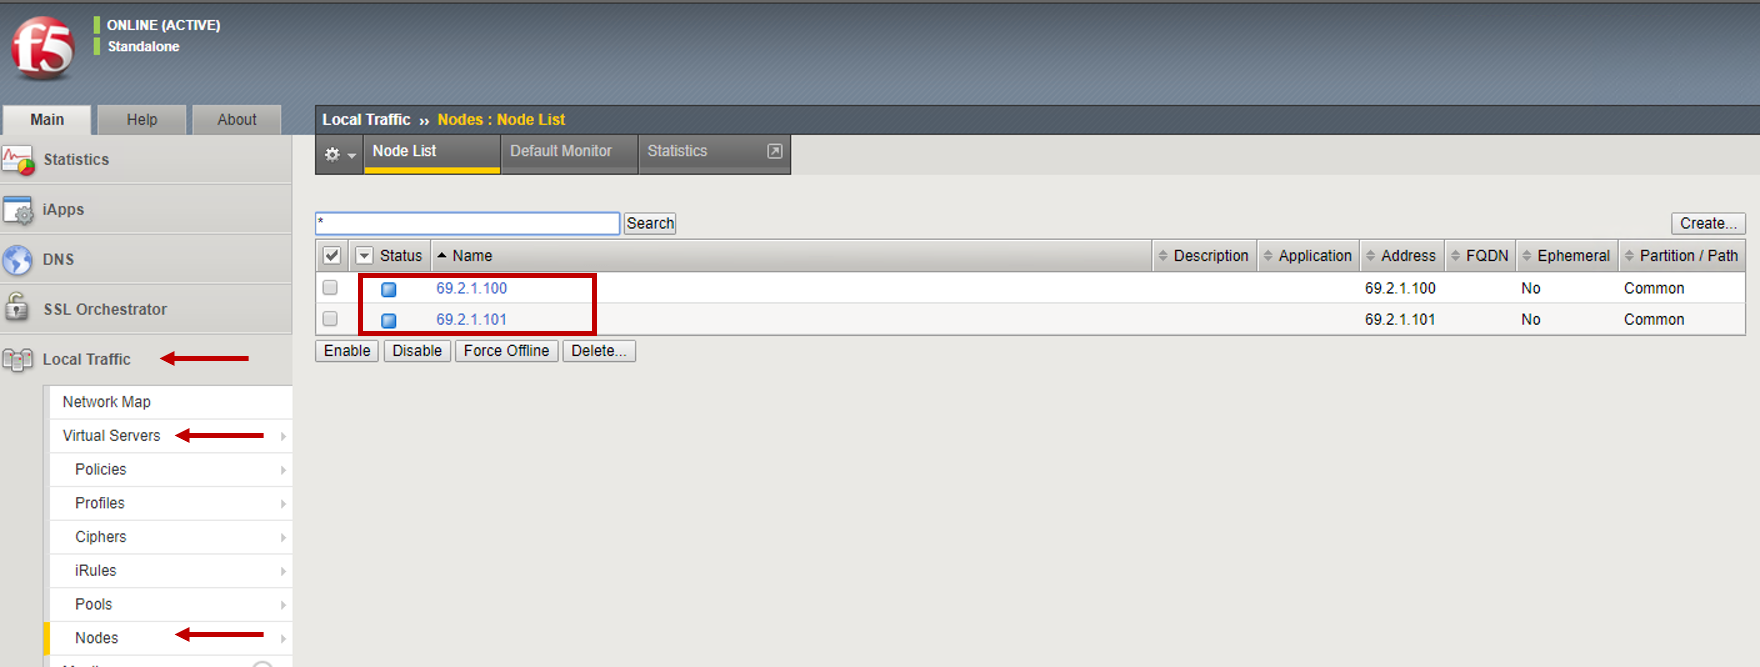 f5
ONLINE (ACTIVE)
Standalone
Main Help About
Local Traffic ›› Nodes : Node List
Node List Default Monitor Statistics
Statistics
iApps
DNS
SSL Orchestrator
Local Traffic
Network Map
Virtual Servers
Policies
Profiles
Ciphers
iRules
Pools
Nodes
* Search Create...
Status Name Description Application Address FQDN Ephemeral Partition / Path
69.2.1.100 69.2.1.100 No Common
69.2.1.101 69.2.1.101 No Common
Enable Disable Force Offline Delete...